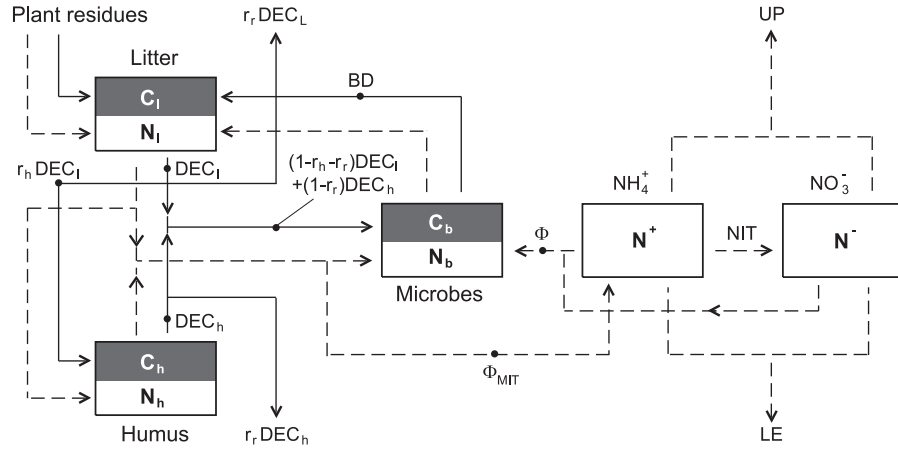 Plant residues
r_r DEC_L
UP
Litter
BD
C_l
N_l
r_h DEC_l
DEC_l
(1-r_h-r_r)DEC_l
+(1-r_r)DEC_h
NH_4^+
NO_3^-
C_b
N_b
Φ
N^+
NIT
N^-
Microbes
DEC_h
C_h
N_h
Φ_MIT
Humus
r_r DEC_h
LE